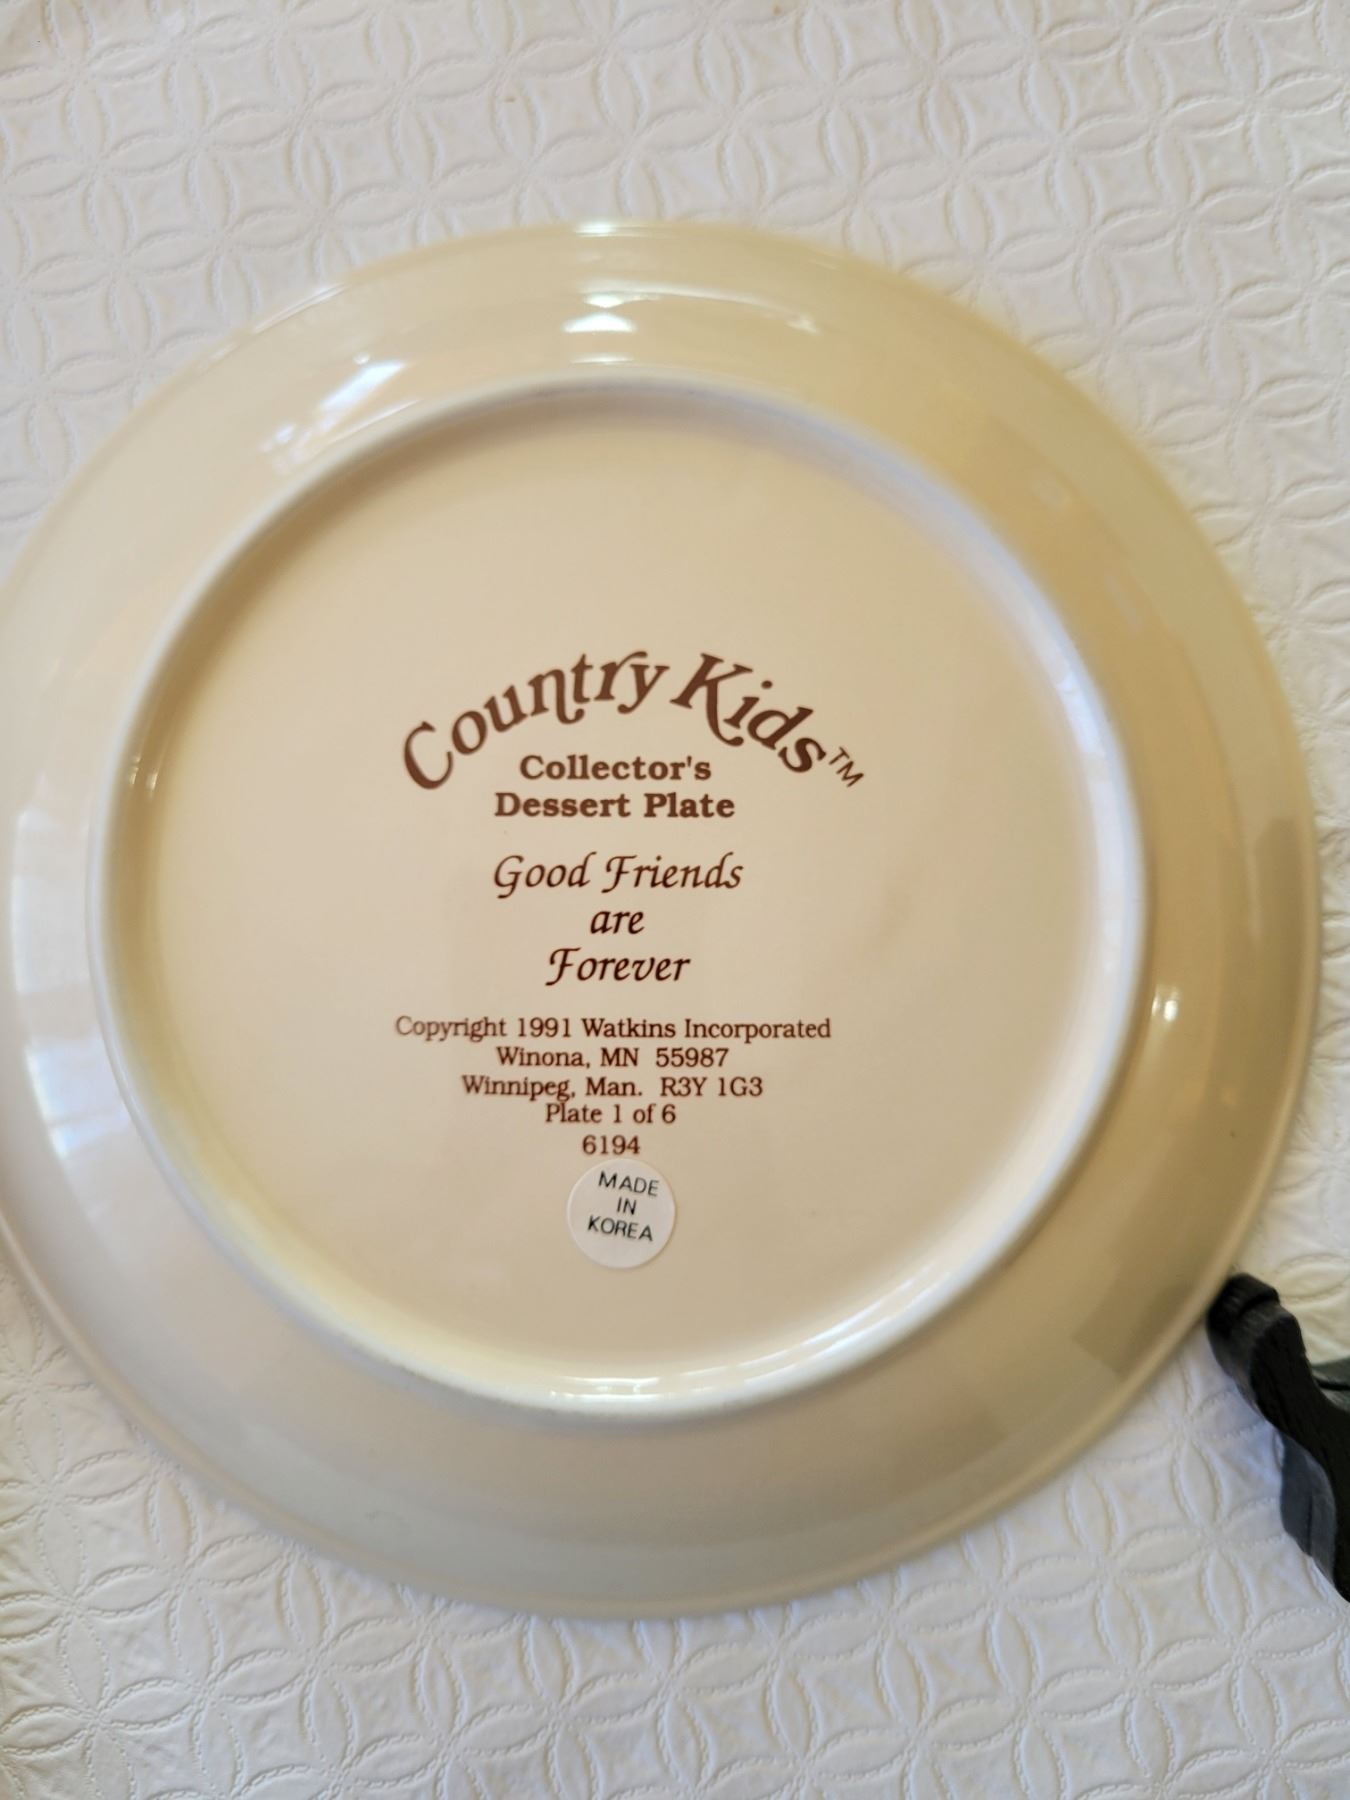 Country Kids™
Collector's
Dessert Plate
Good Friends
are
Forever
Copyright 1991 Watkins Incorporated
Winona, MN 55987
Winnipeg, Man. R3Y 1G3
Plate 1 of 6
6194
MADE
IN
KOREA